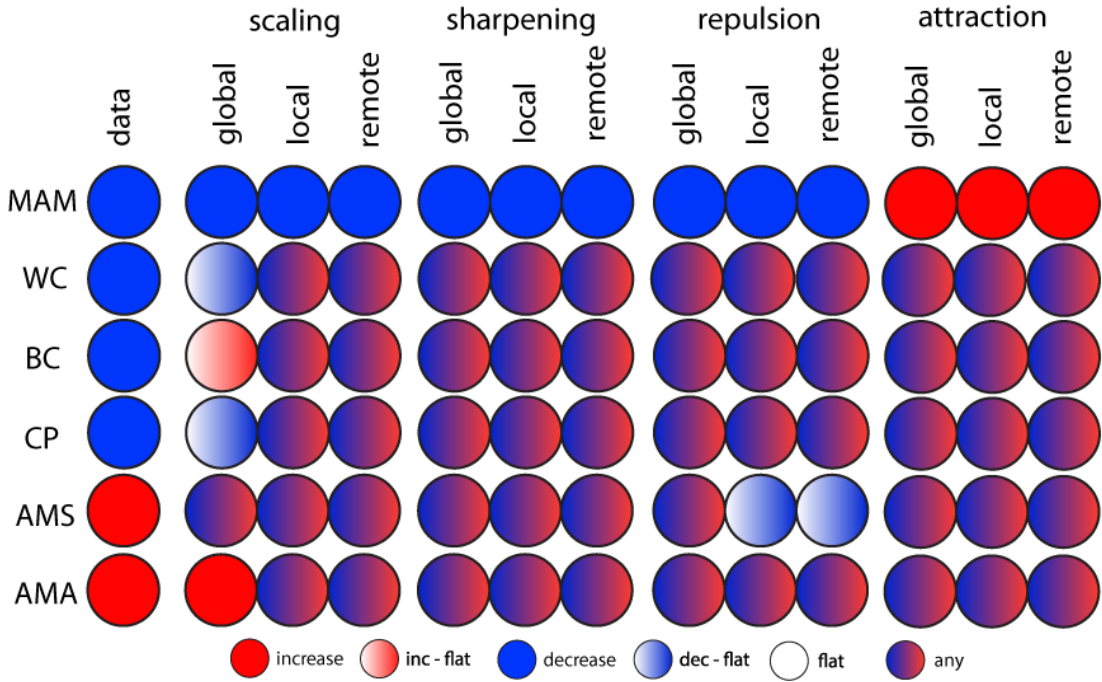 scaling sharpening repulsion attraction
data global local remote global local remote global local remote global local remote
MAM
WC
BC
CP
AMS
AMA
increase inc - flat decrease dec - flat flat any